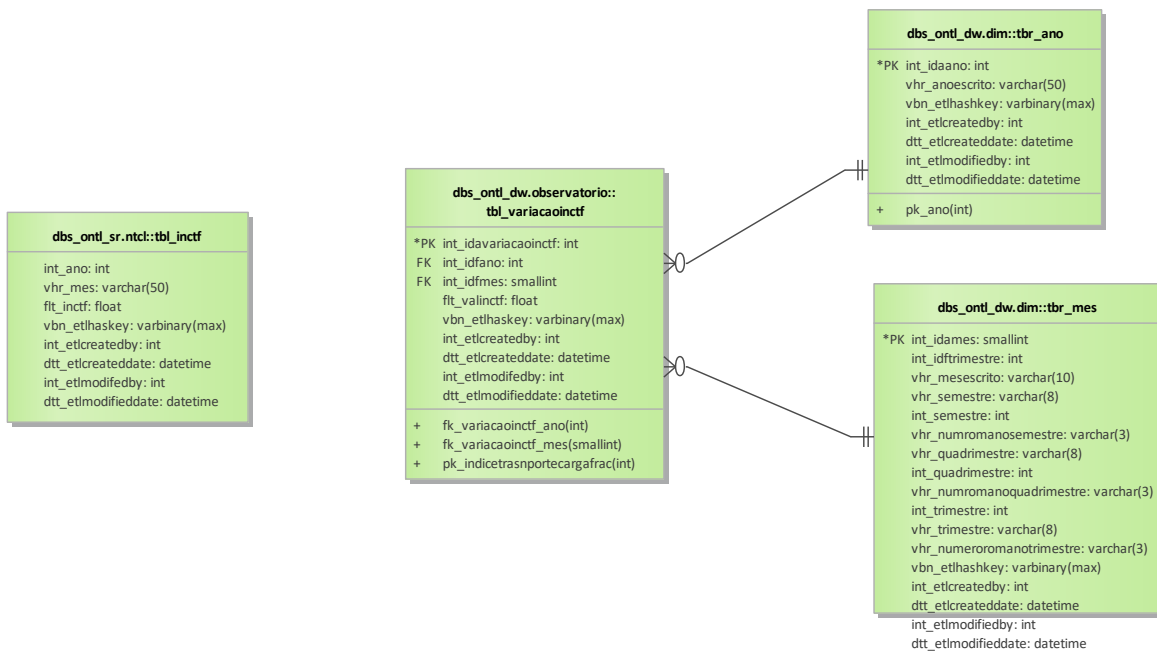 dbs_ontl_sr.ntcl::tbl_inctf
int_ano: int
vhr_mes: varchar(50)
flt_inctf: float
vbn_etlhaskey: varbinary(max)
int_etlcreatedby: int
dtt_etlcreateddate: datetime
int_etlmodifedby: int
dtt_etlmodifieddate: datetime
dbs_ontl_dw.observatorio::
tbl_variacaoinctf
*PK int_idavariacaoinctf: int
FK int_idfano: int
FK int_idfmes: smallint
flt_valinctf: float
vbn_etlhaskey: varbinary(max)
int_etlcreatedby: int
dtt_etlcreateddate: datetime
int_etlmodifedby: int
dtt_etlmodifieddate: datetime
+ fk_variacaoinctf_ano(int)
+ fk_variacaoinctf_mes(smallint)
+ pk_indicetrasnportecargafrac(int)
dbs_ontl_dw.dim::tbr_ano
*PK int_idaano: int
vhr_anoescrito: varchar(50)
vbn_etlhashkey: varbinary(max)
int_etlcreatedby: int
dtt_etlcreateddate: datetime
int_etlmodifiedby: int
dtt_etlmodifieddate: datetime
+ pk_ano(int)
dbs_ontl_dw.dim::tbr_mes
*PK int_idames: smallint
int_idftrimestre: int
vhr_mesescrito: varchar(10)
vhr_semestre: varchar(8)
int_semestre: int
vhr_numromanosemestre: varchar(3)
vhr_quadrimestre: varchar(8)
int_quadrimestre: int
vhr_numromanoquadrimestre: varchar(3)
int_trimestre: int
vhr_trimestre: varchar(8)
vhr_numeroromanotrimestre: varchar(3)
vbn_etlhashkey: varbinary(max)
int_etlcreatedby: int
dtt_etlcreateddate: datetime
int_etlmodifiedby: int
dtt_etlmodifieddate: datetime